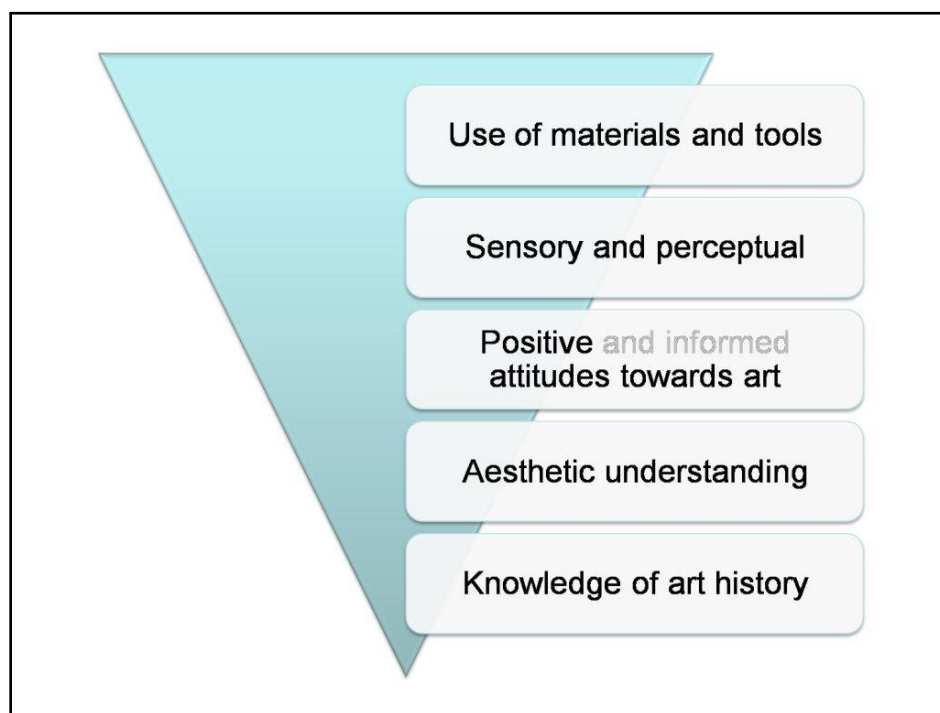 Use of materials and tools
Sensory and perceptual
Positive and informed
attitudes towards art
Aesthetic understanding
Knowledge of art history